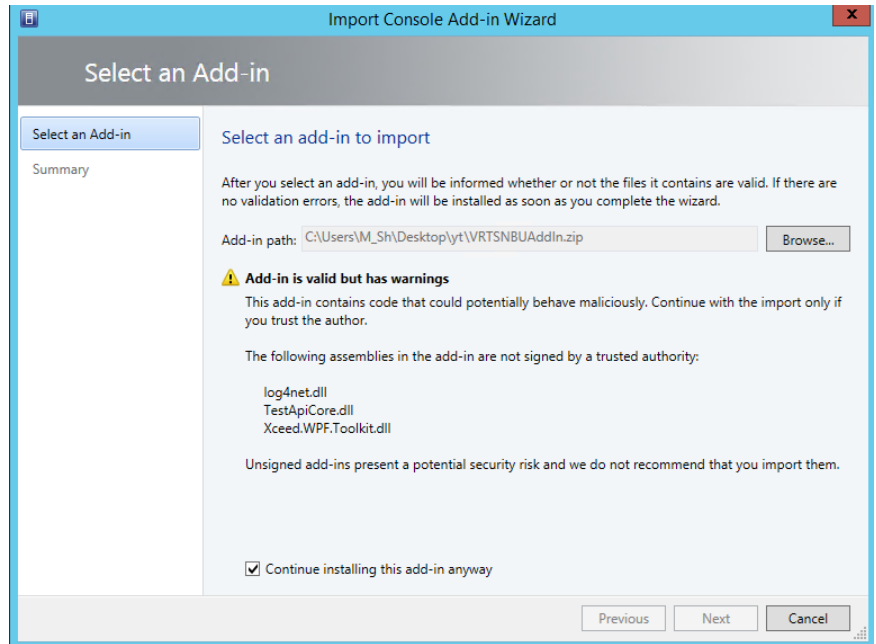 Import Console Add-in Wizard
x
Select an Add-in
Select an Add-in
Summary
Select an add-in to import
After you select an add-in, you will be informed whether or not the files it contains are valid. If there are
no validation errors, the add-in will be installed as soon as you complete the wizard.
Add-in path: C:\Users\M_Sh\Desktop\yt\VRTSNBUAddIn.zip Browse...
Add-in is valid but has warnings
This add-in contains code that could potentially behave maliciously. Continue with the import only if
you trust the author.
The following assemblies in the add-in are not signed by a trusted authority:
log4net.dll
TestApiCore.dll
Xceed.WPF.Toolkit.dll
Unsigned add-ins present a potential security risk and we do not recommend that you import them.
Continue installing this add-in anyway
Previous Next Cancel